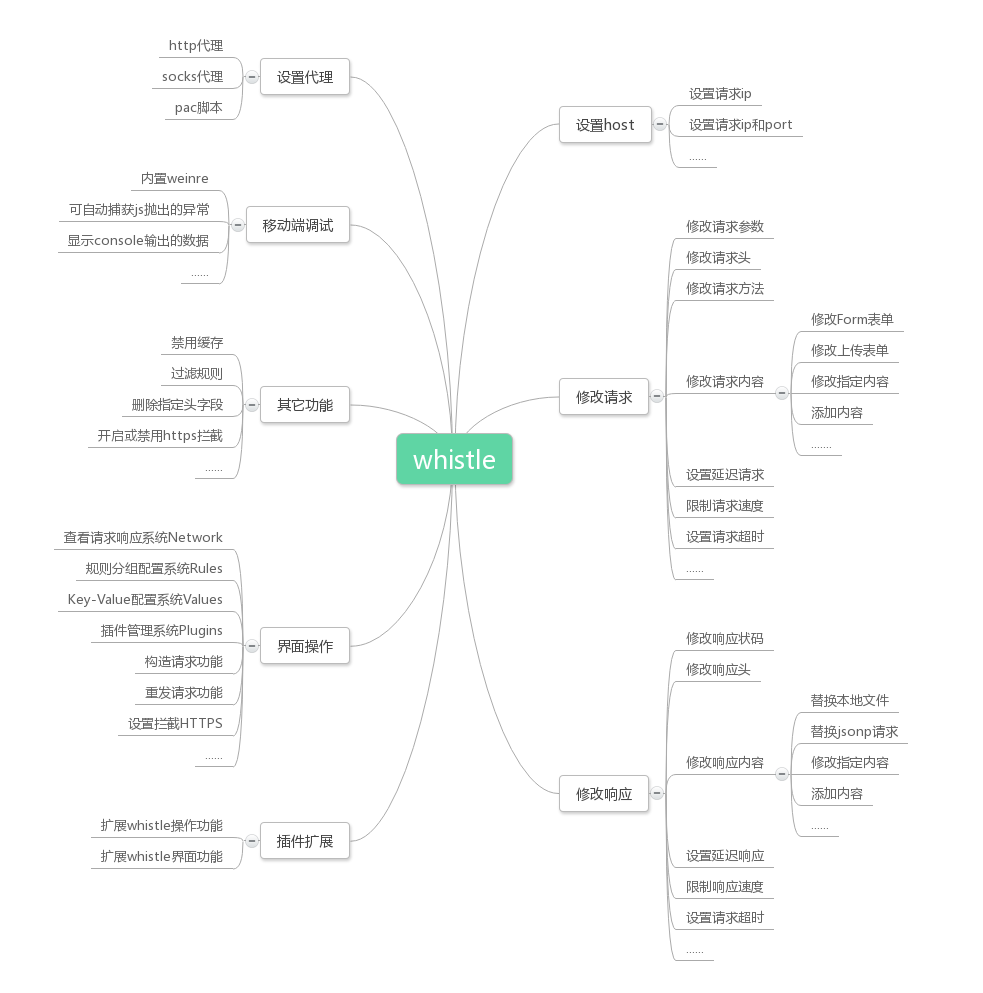 whistle
设置代理
http代理
socks代理
pac脚本
移动端调试
内置weinre
可自动捕获js抛出的异常
显示console输出的数据
......
其它功能
禁用缓存
过滤规则
删除指定头字段
开启或禁用https拦截
......
界面操作
查看请求响应系统Network
规则分组配置系统Rules
Key-Value配置系统Values
插件管理系统Plugins
构造请求功能
重发请求功能
设置拦截HTTPS
......
插件扩展
扩展whistle操作功能
扩展whistle界面功能
设置host
设置请求ip
设置请求ip和port
......
修改请求
修改请求参数
修改请求头
修改请求方法
修改请求内容
修改Form表单
修改上传表单
修改指定内容
添加内容
.......
设置延迟请求
限制请求速度
设置请求超时
......
修改响应
修改响应状码
修改响应头
修改响应内容
替换本地文件
替换jsonp请求
修改指定内容
添加内容
......
设置延迟响应
限制响应速度
设置请求超时
......